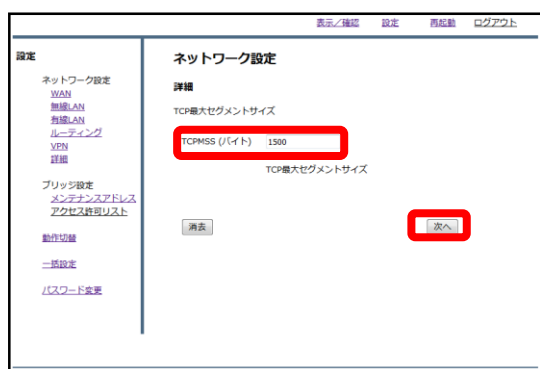 表示/確認 設定 再起動 ログアウト
設定
ネットワーク設定
WAN
無線LAN
有線LAN
ルーティング
VPN
詳細
ブリッジ設定
メンテナンスアドレス
アクセス許可リスト
動作切替
一括設定
パスワード変更
ネットワーク設定
詳細
TCP最大セグメントサイズ
TCPMSS (バイト) 1500
TCP最大セグメントサイズ
消去 次へ